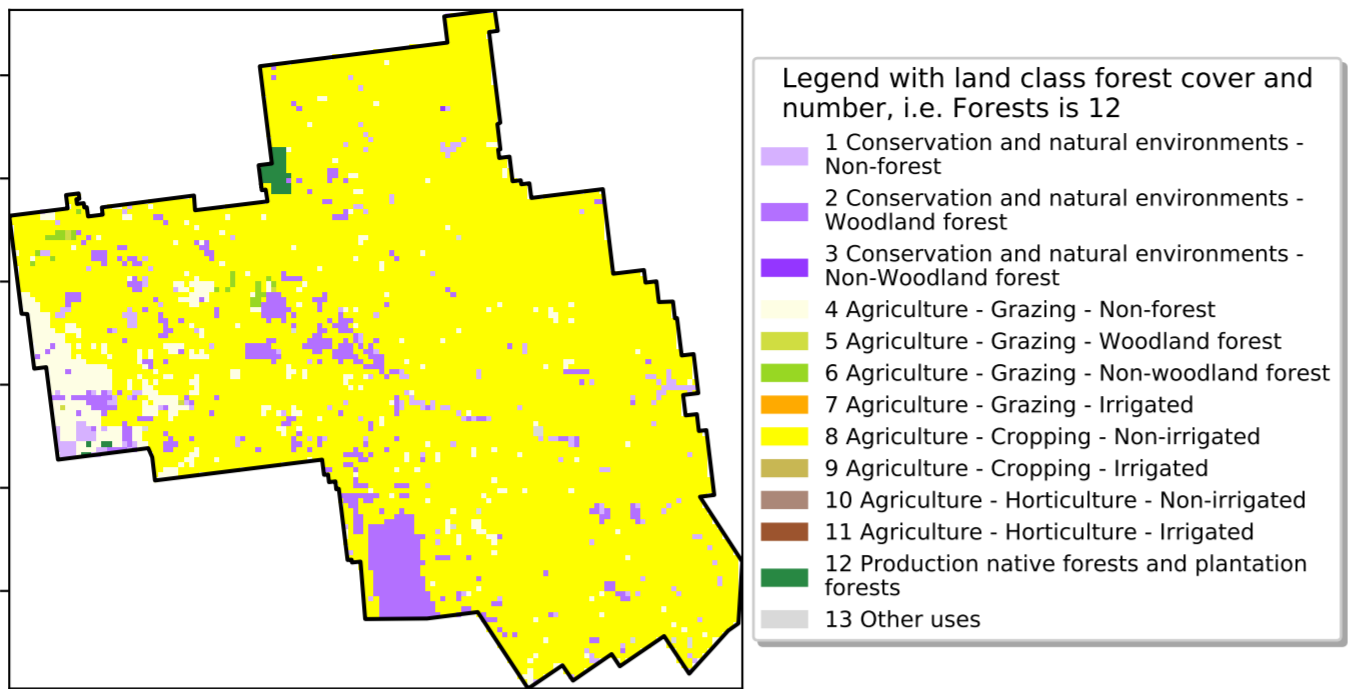 Legend with land class forest cover and
number, i.e. Forests is 12
1 Conservation and natural environments -
Non-forest
2 Conservation and natural environments -
Woodland forest
3 Conservation and natural environments -
Non-Woodland forest
4 Agriculture - Grazing - Non-forest
5 Agriculture - Grazing - Woodland forest
6 Agriculture - Grazing - Non-woodland forest
7 Agriculture - Grazing - Irrigated
8 Agriculture - Cropping - Non-irrigated
9 Agriculture - Cropping - Irrigated
10 Agriculture - Horticulture - Non-irrigated
11 Agriculture - Horticulture - Irrigated
12 Production native forests and plantation
forests
13 Other uses